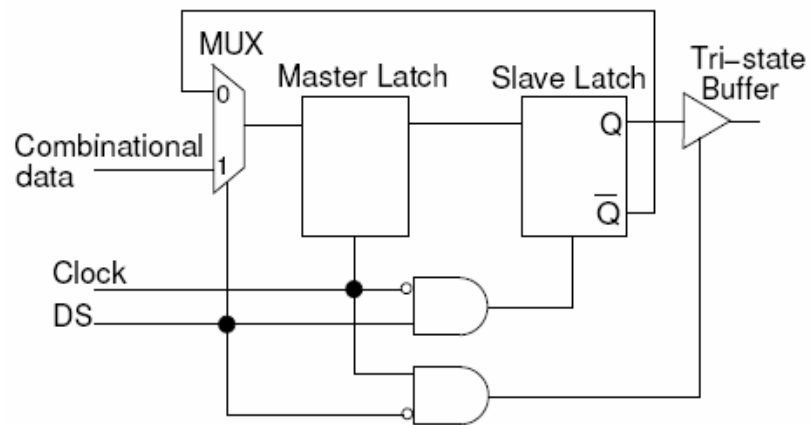 MUX
Tri-state
Buffer
Master Latch
Slave Latch
0
Q
Combinational
data
1
Q̅
Clock
DS